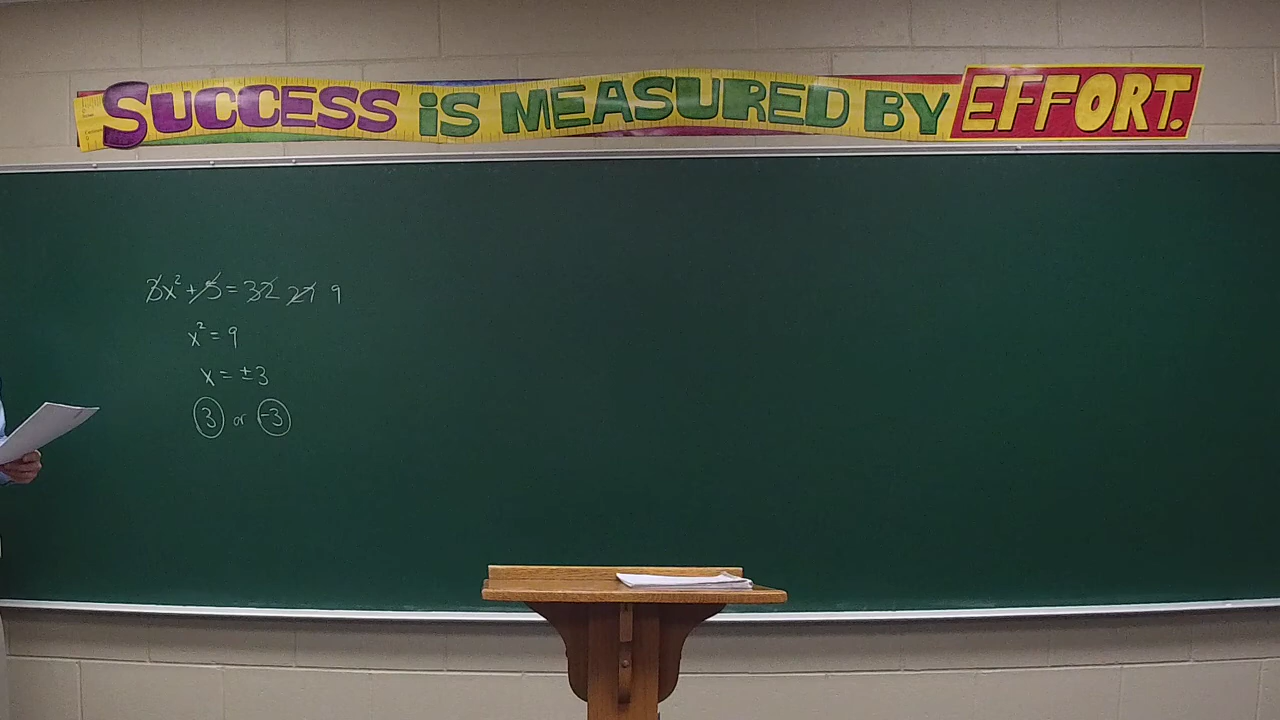 SUCCESS iS MEASURED BY EFFORT.
3x² + 5 = 32 27 9
x² = 9
x = ±3
3 or -3